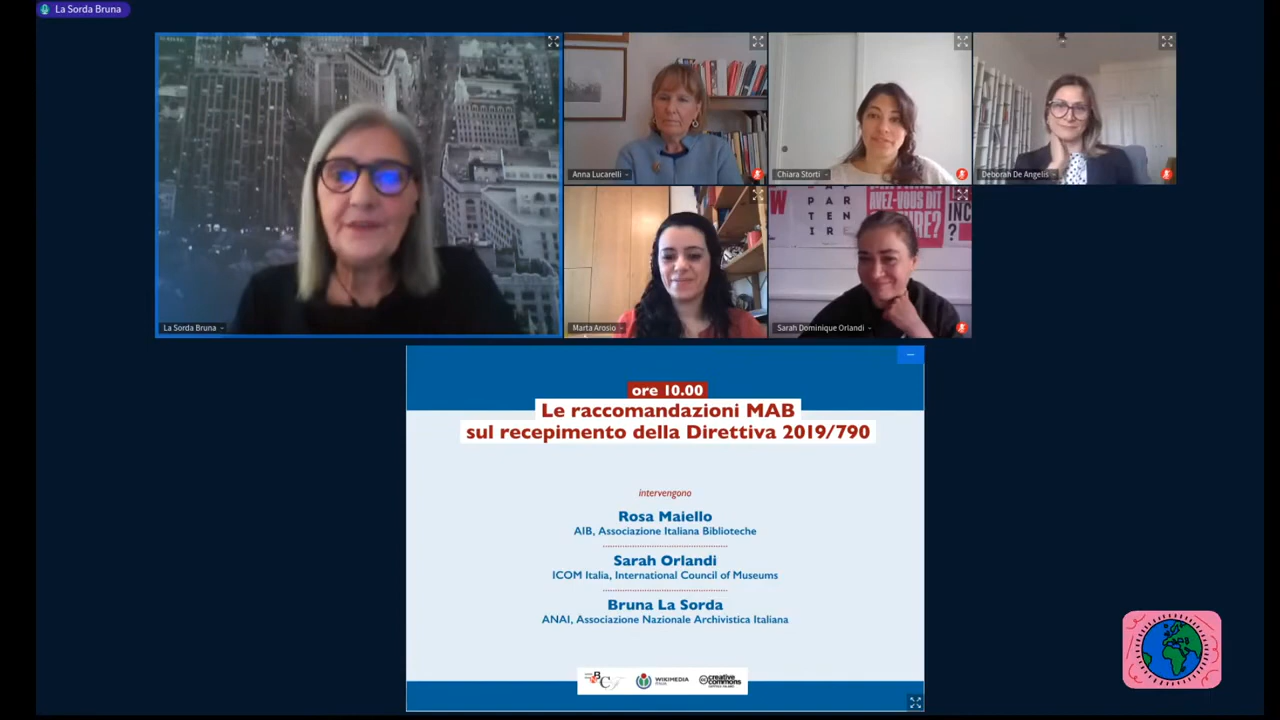 La Sorda Bruna
La Sorda Bruna
Anna Lucarelli
Chiara Storti
Deborah De Angelis
AVEZ-VOUS DIT
Marta Arosio
Sarah Dominique Orlandi
ore 10.00
Le raccomandazioni MAB
sul recepimento della Direttiva 2019/790
intervengono
Rosa Maiello
AIB, Associazione Italiana Biblioteche
Sarah Orlandi
ICOM Italia, International Council of Museums
Bruna La Sorda
ANAI, Associazione Nazionale Archivistica Italiana
WIKIMEDIA
creative
commons